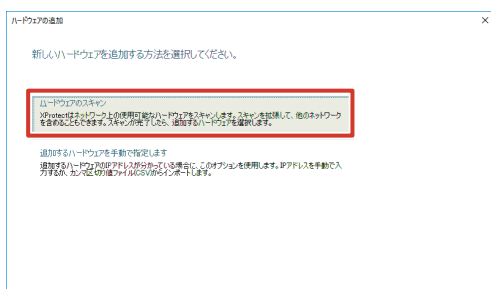 ハードウェアの追加
新しいハードウェアを追加する方法を選択してください。
ハードウェアのスキャン
XProtectはネットワーク上の使用可能なハードウェアをスキャンします。スキャンを拡張して、他のネットワーク
を含めることもできます。スキャンが完了したら、追加するハードウェアを選択します。
追加するハードウェアを手動で指定します
追加するハードウェアのIPアドレスが分かっている場合に、このオプションを使用します。IPアドレスを手動で入
力するか、カンマ区切り値ファイル(CSV)からインポートします。